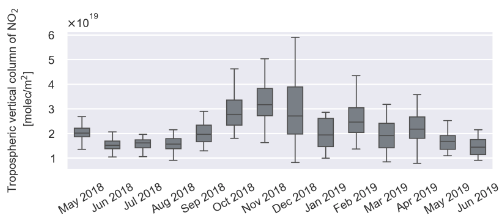 ×10¹⁹
Tropospheric vertical column of NO₂
[molec/m²]
6
5
4
3
2
1
May 2018
Jun 2018
Jul 2018
Aug 2018
Sep 2018
Oct 2018
Nov 2018
Dec 2018
Jan 2019
Feb 2019
Mar 2019
Apr 2019
May 2019
Jun 2019